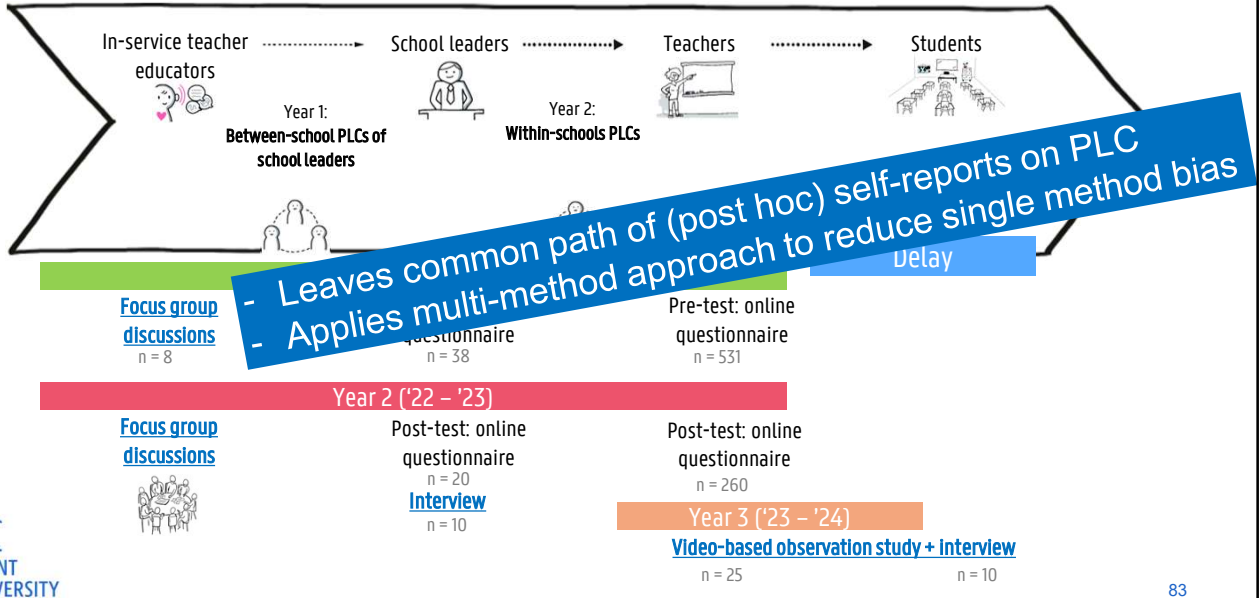 In-service teacher
educators
School leaders
Teachers
Students
Year 1:
Between-school PLCs of
school leaders
Year 2:
Within-schools PLCs
- Leaves common path of (post hoc) self-reports on PLC
- Applies multi-method approach to reduce single method bias
Delay
Focus group
discussions
n = 8
questionnaire
n = 38
Pre-test: online
questionnaire
n = 531
Year 2 (‘22 – ’23)
Focus group
discussions
Post-test: online
questionnaire
n = 20
Interview
n = 10
Post-test: online
questionnaire
n = 260
Year 3 (‘23 – ’24)
Video-based observation study + interview
n = 25
n = 10
NT
VERSITY
83